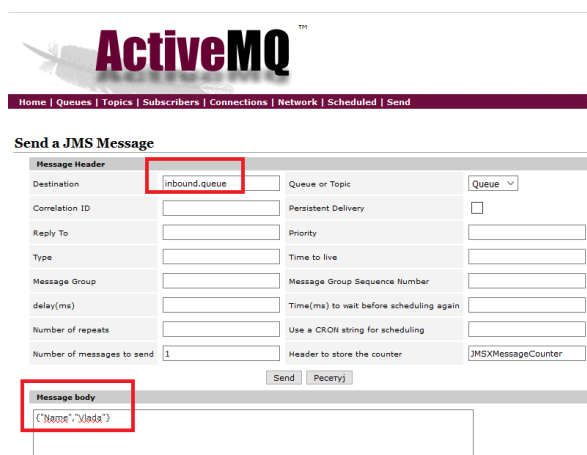 ActiveMQ ™
Home | Queues | Topics | Subscribers | Connections | Network | Scheduled | Send
Send a JMS Message
Message Header
Destination inbound.queue Queue or Topic Queue
Correlation ID Persistent Delivery
Reply To Priority
Type Time to live
Message Group Message Group Sequence Number
delay(ms) Time(ms) to wait before scheduling again
Number of repeats Use a CRON string for scheduling
Number of messages to send 1 Header to store the counter JMSXMessageCounter
Send Ресетуј
Message body
{"Name","Vlada"}